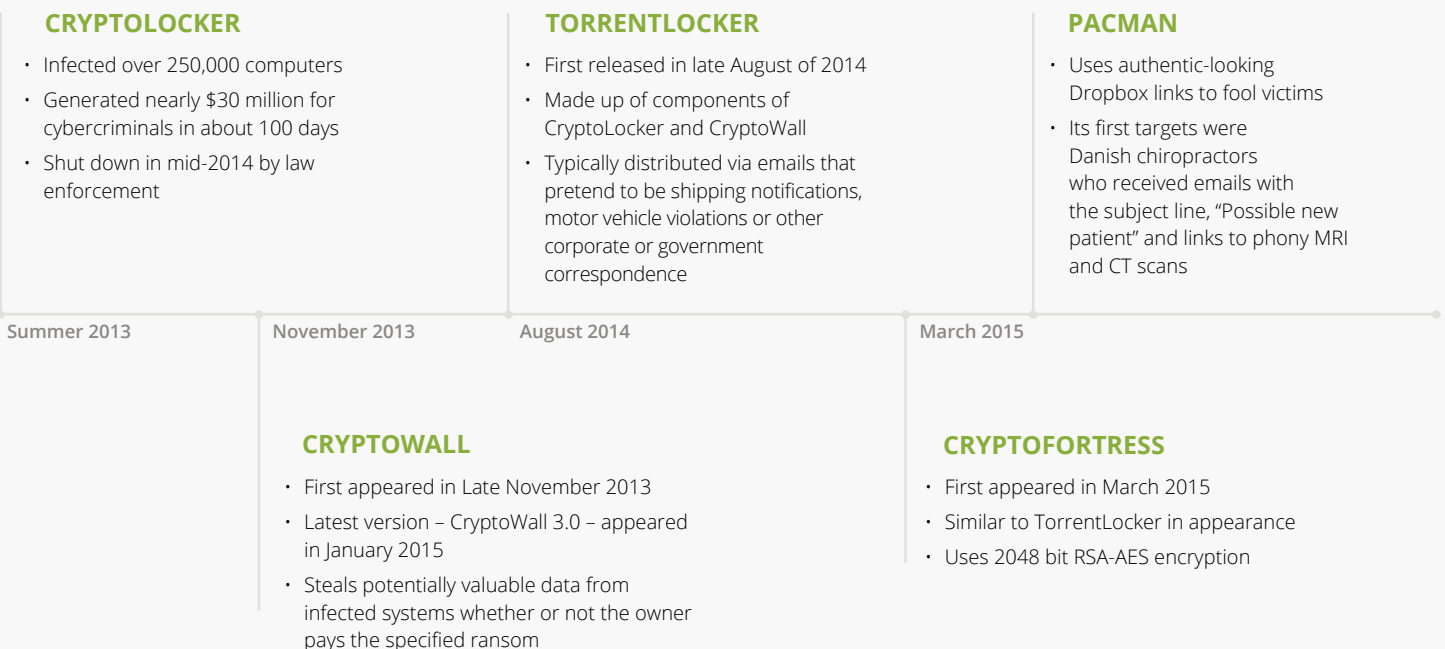 CRYPTOLOCKER
• Infected over 250,000 computers
• Generated nearly $30 million for
cybercriminals in about 100 days
• Shut down in mid-2014 by law
enforcement
TORRENTLOCKER
• First released in late August of 2014
• Made up of components of
CryptoLocker and CryptoWall
• Typically distributed via emails that
pretend to be shipping notifications,
motor vehicle violations or other
corporate or government
correspondence
PACMAN
• Uses authentic-looking
Dropbox links to fool victims
• Its first targets were
Danish chiropractors
who received emails with
the subject line, “Possible new
patient” and links to phony MRI
and CT scans
Summer 2013
November 2013
August 2014
March 2015
CRYPTOWALL
• First appeared in Late November 2013
• Latest version – CryptoWall 3.0 – appeared
in January 2015
• Steals potentially valuable data from
infected systems whether or not the owner
pays the specified ransom
CRYPTOFORTRESS
• First appeared in March 2015
• Similar to TorrentLocker in appearance
• Uses 2048 bit RSA-AES encryption